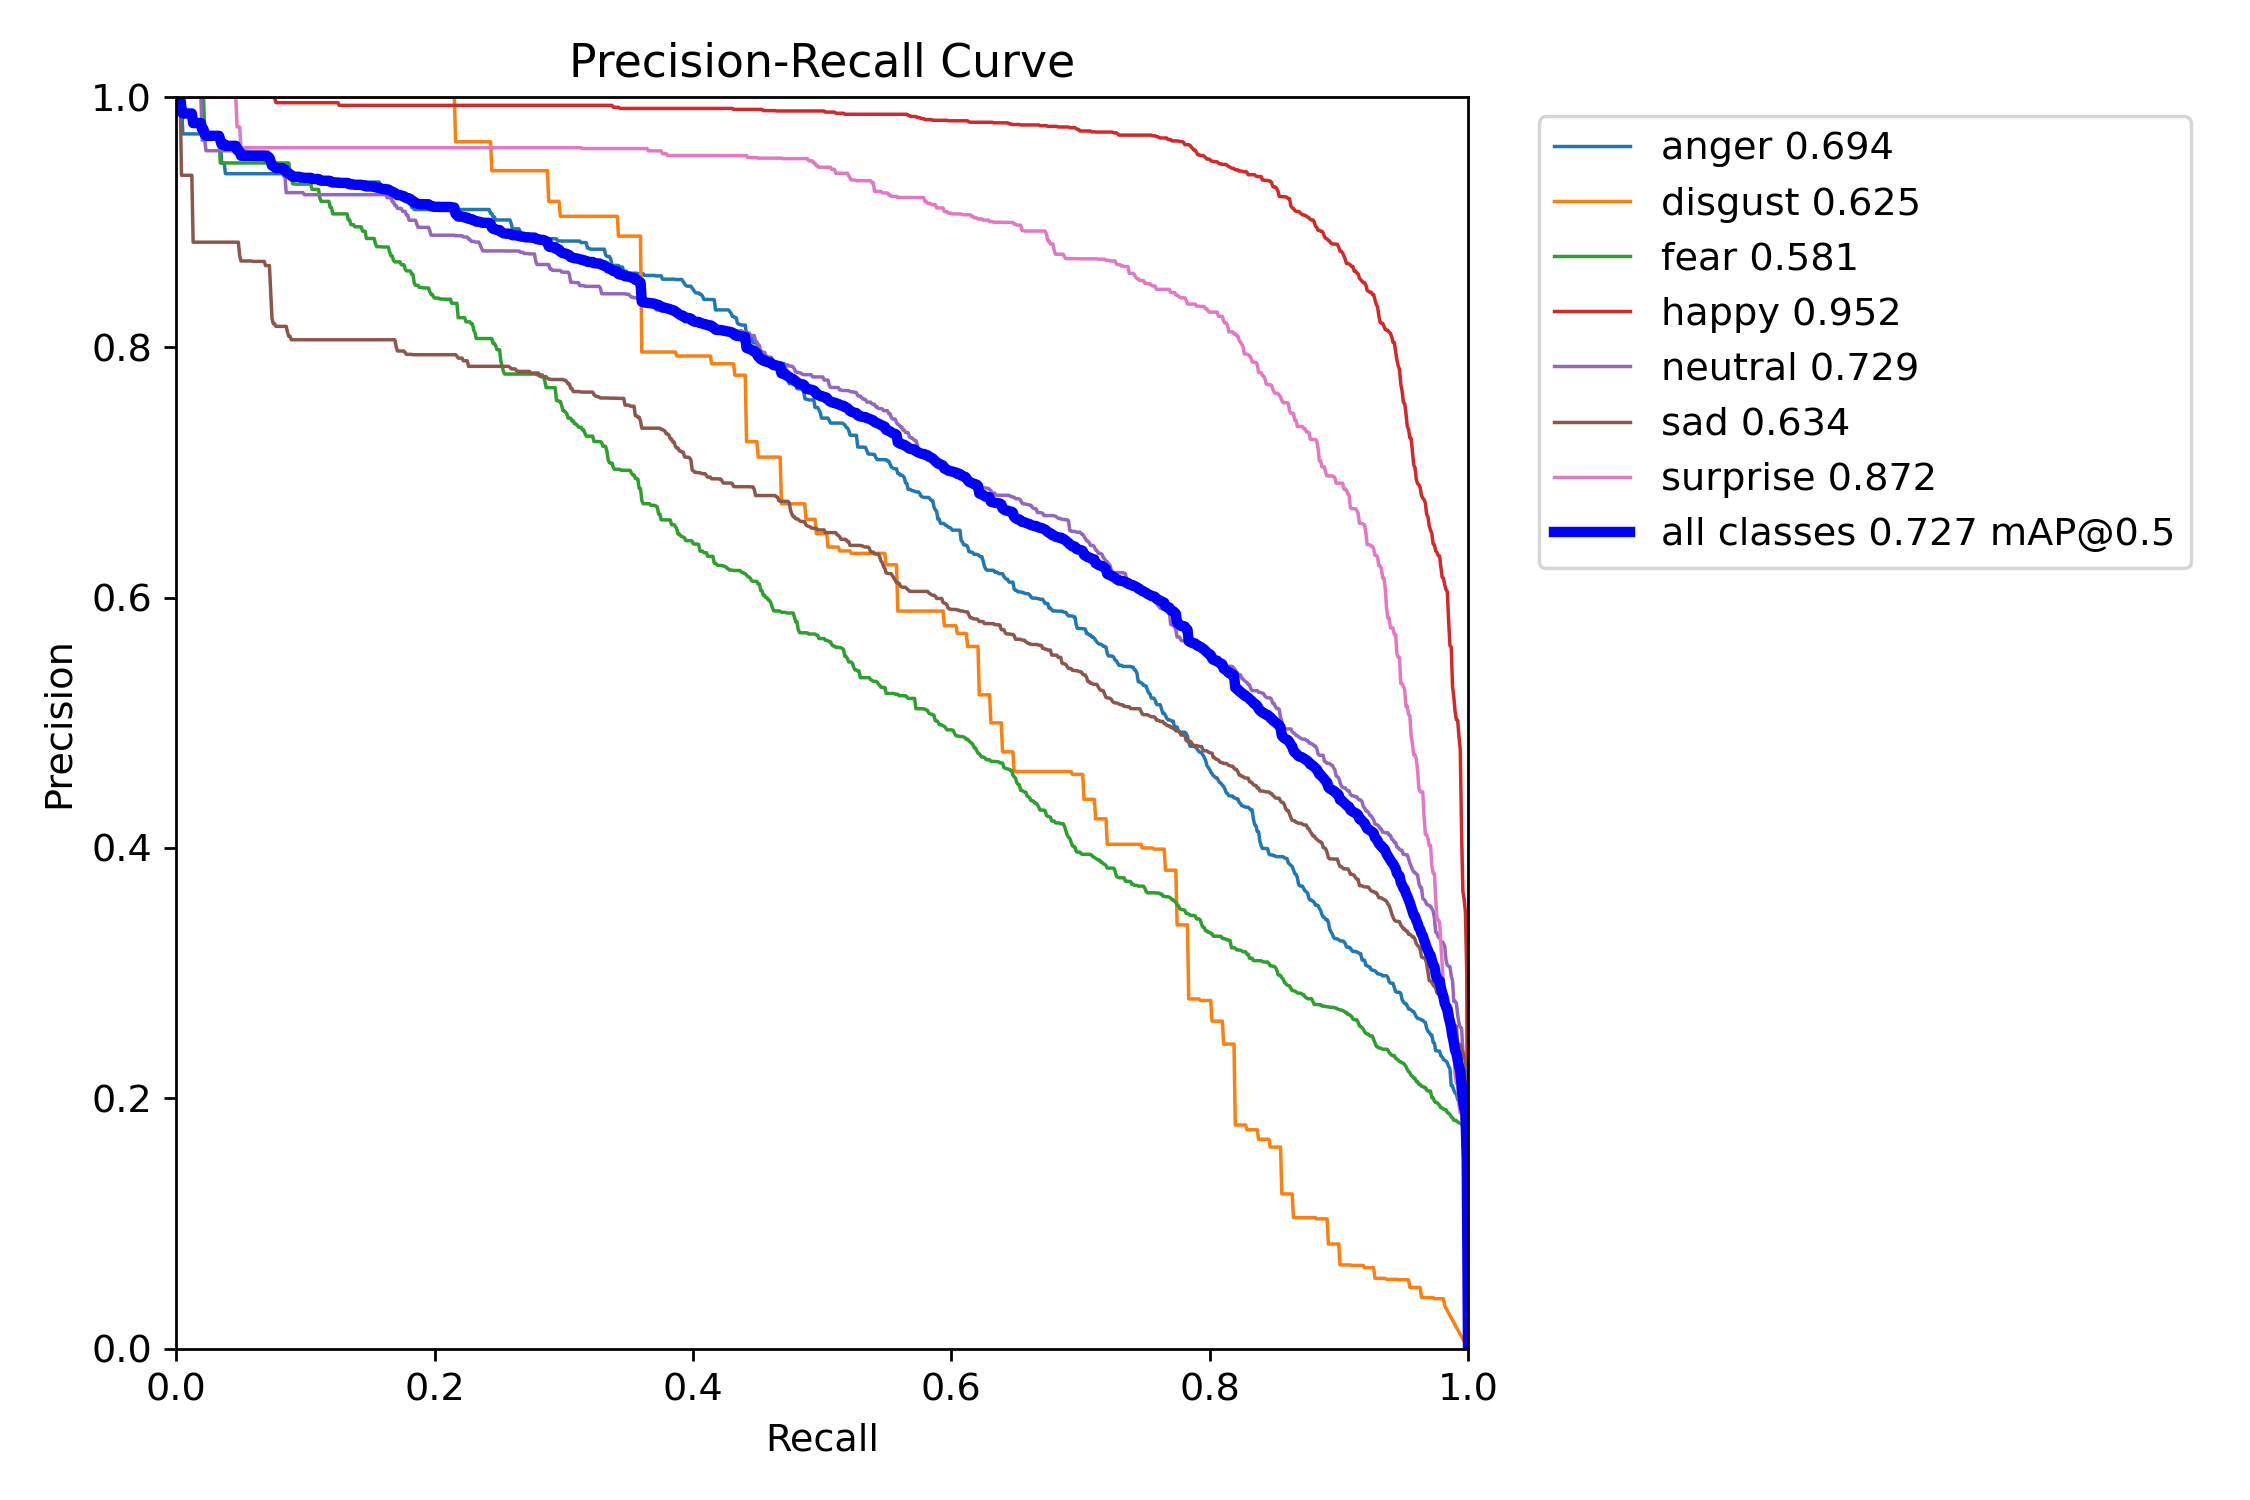 Precision-Recall Curve
1.0
0.8
0.6
0.4
0.2
0.0
Precision
0.0 0.2 0.4 0.6 0.8 1.0
Recall
anger 0.694
disgust 0.625
fear 0.581
happy 0.952
neutral 0.729
sad 0.634
surprise 0.872
all classes 0.727 mAP@0.5